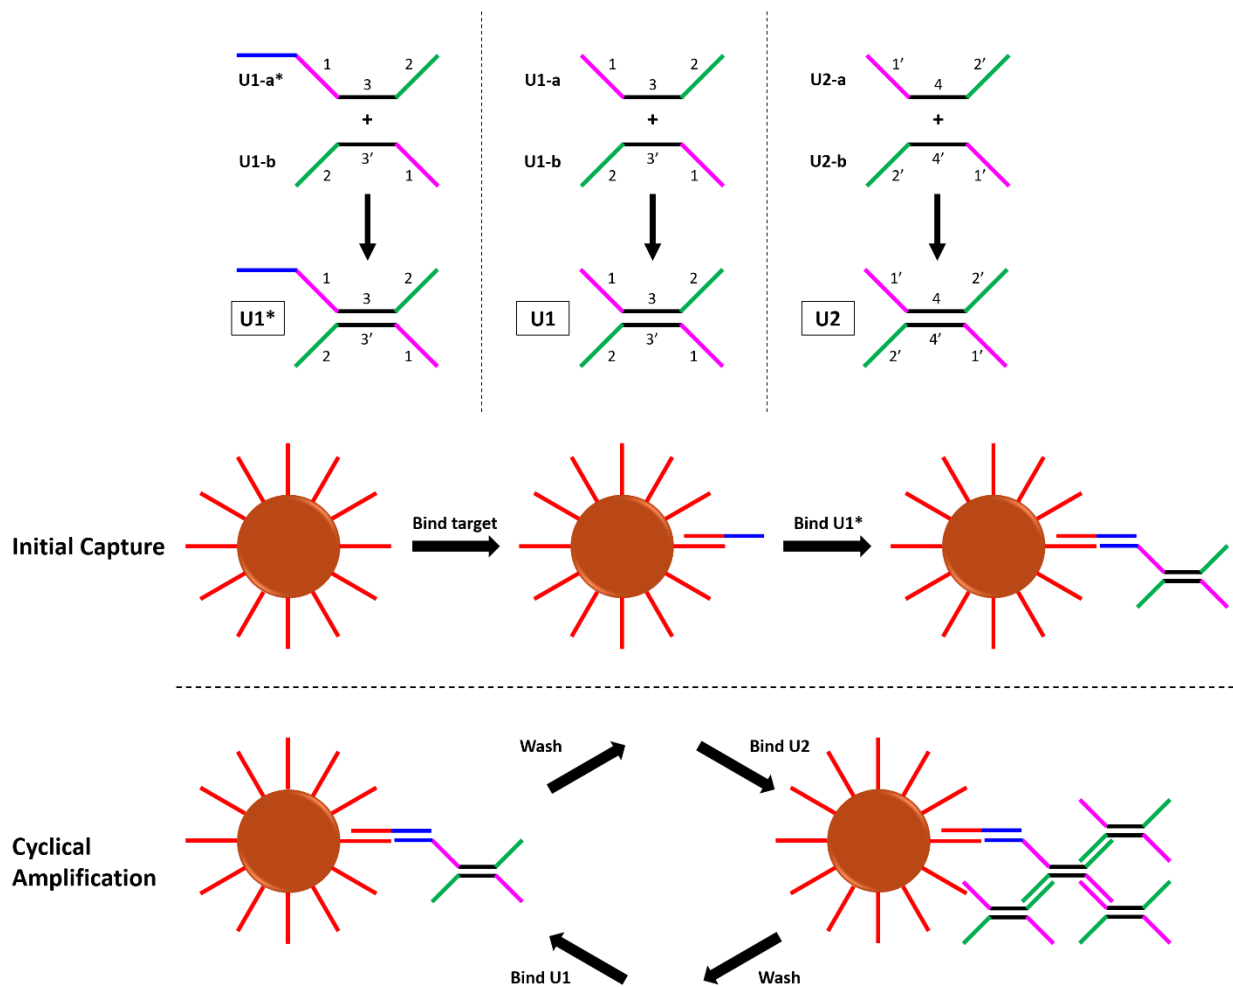 1 2 1 2 1' 2'
U1-a* 3 U1-a 3 U2-a 4
+ + +
U1-b 3' U1-b 3' U2-b 4'
2 1 2 1 2' 1'
1 2 1 2 1' 2'
3 3 4
U1* U1 U2
3' 3' 4'
2 1 2 1 2' 1'
Bind target Bind U1*
Initial Capture
Wash Bind U2
Cyclical
Amplification
Bind U1 Wash